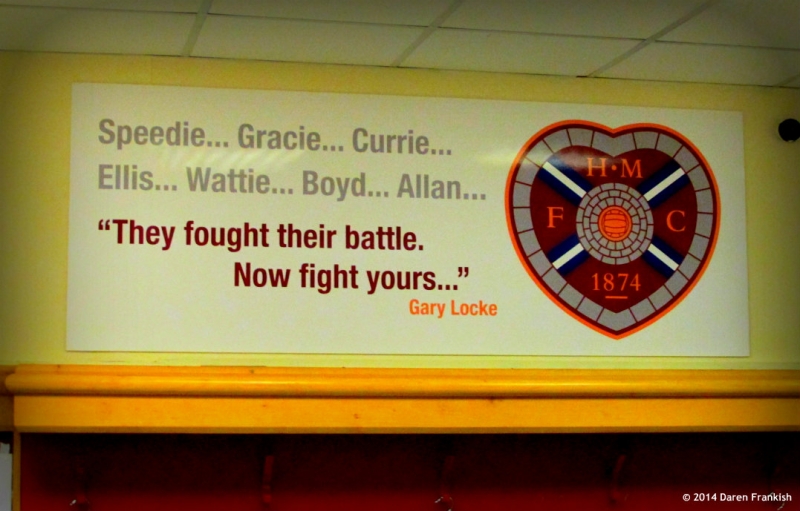 Speedie... Gracie... Currie...
Ellis... Wattie... Boyd... Allan...
“They fought their battle.
Now fight yours...”
Gary Locke
H·M
F C
1874
© 2014 Daren Frankish